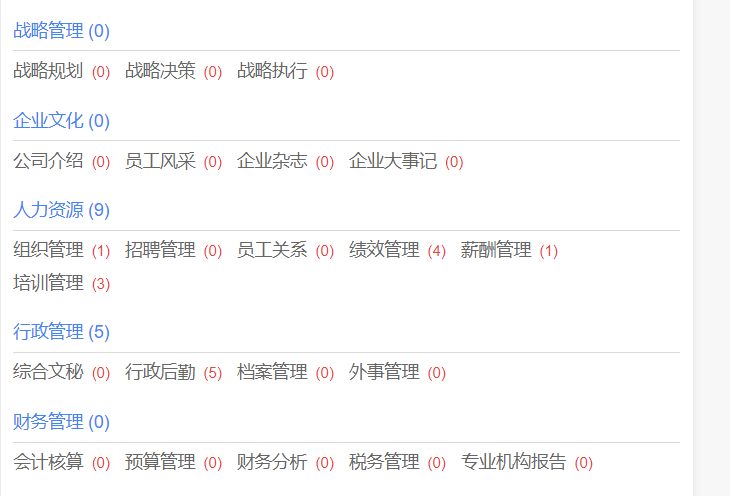 战略管理 (0)
战略规划 (0) 战略决策 (0) 战略执行 (0)
企业文化 (0)
公司介绍 (0) 员工风采 (0) 企业杂志 (0) 企业大事记 (0)
人力资源 (9)
组织管理 (1) 招聘管理 (0) 员工关系 (0) 绩效管理 (4) 薪酬管理 (1)
培训管理 (3)
行政管理 (5)
综合文秘 (0) 行政后勤 (5) 档案管理 (0) 外事管理 (0)
财务管理 (0)
会计核算 (0) 预算管理 (0) 财务分析 (0) 税务管理 (0) 专业机构报告 (0)